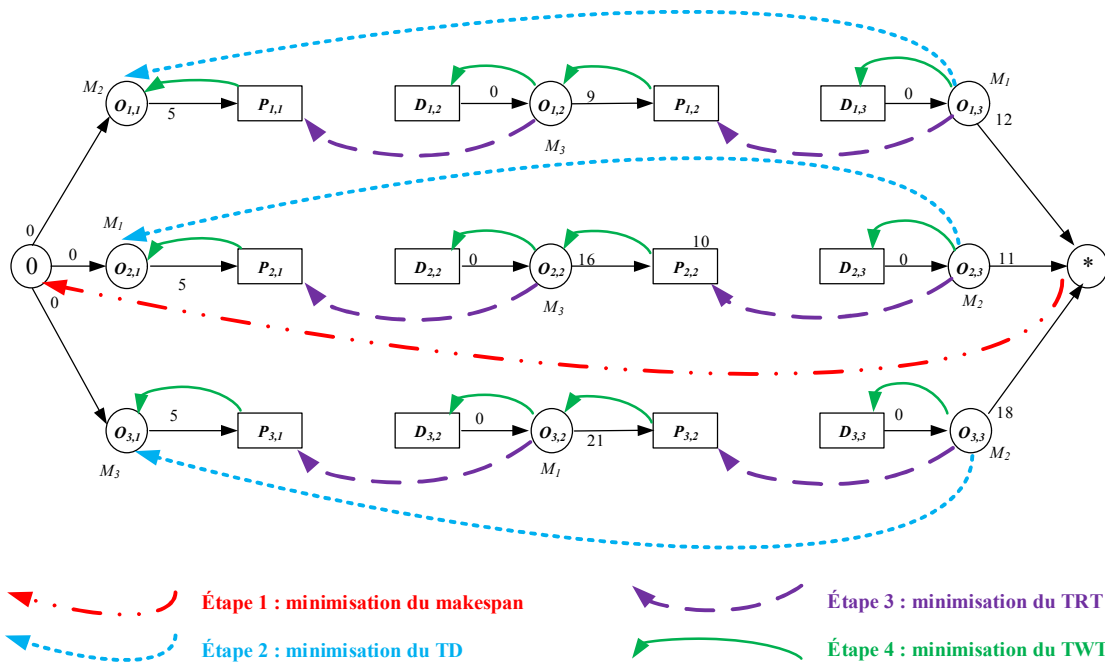 M1
M2
O1,1
5
P1,1
D1,2
0
O1,2
9
P1,2
D1,3
0
O1,3
12
M3
0
M1
0
0
O2,1
5
P2,1
D2,2
0
O2,2
16
P2,2
10
D2,3
0
O2,3
11
*
0
M3
M2
O3,1
5
P3,1
D3,2
0
O3,2
21
P3,2
D3,3
0
O3,3
18
M3
M1
M2
Étape 1 : minimisation du makespan
Étape 3 : minimisation du TRT
Étape 2 : minimisation du TD
Étape 4 : minimisation du TWT